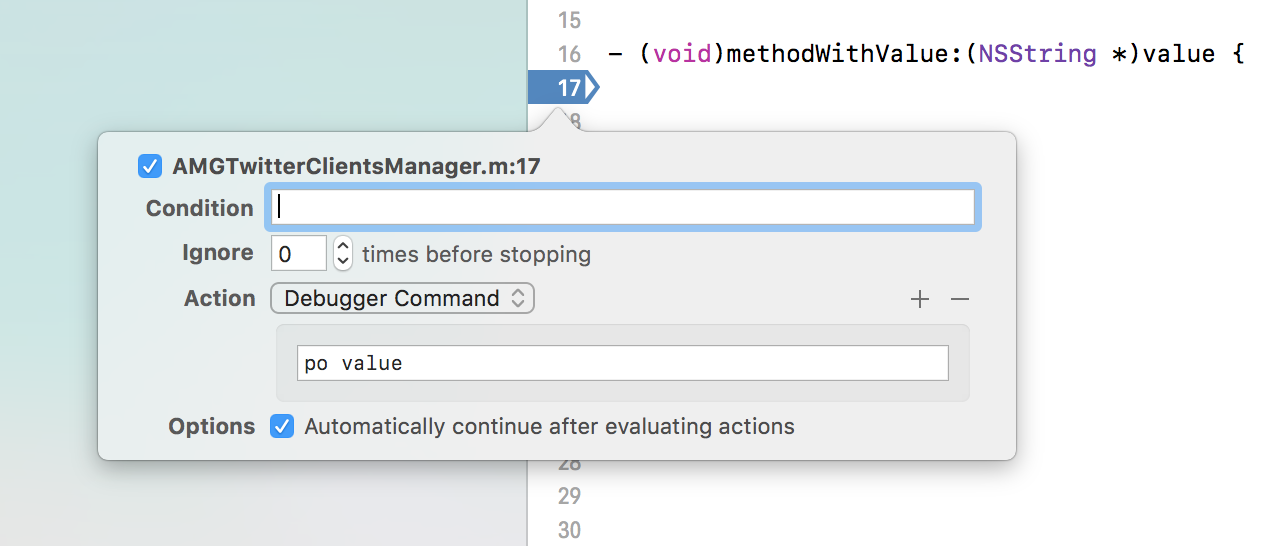 15
16 - (void)methodWithValue:(NSString *)value {
17
8
AMGTwitterClientsManager.m:17
Condition
Ignore 0 times before stopping
Action Debugger Command + −
po value
Options Automatically continue after evaluating actions
28
29
30